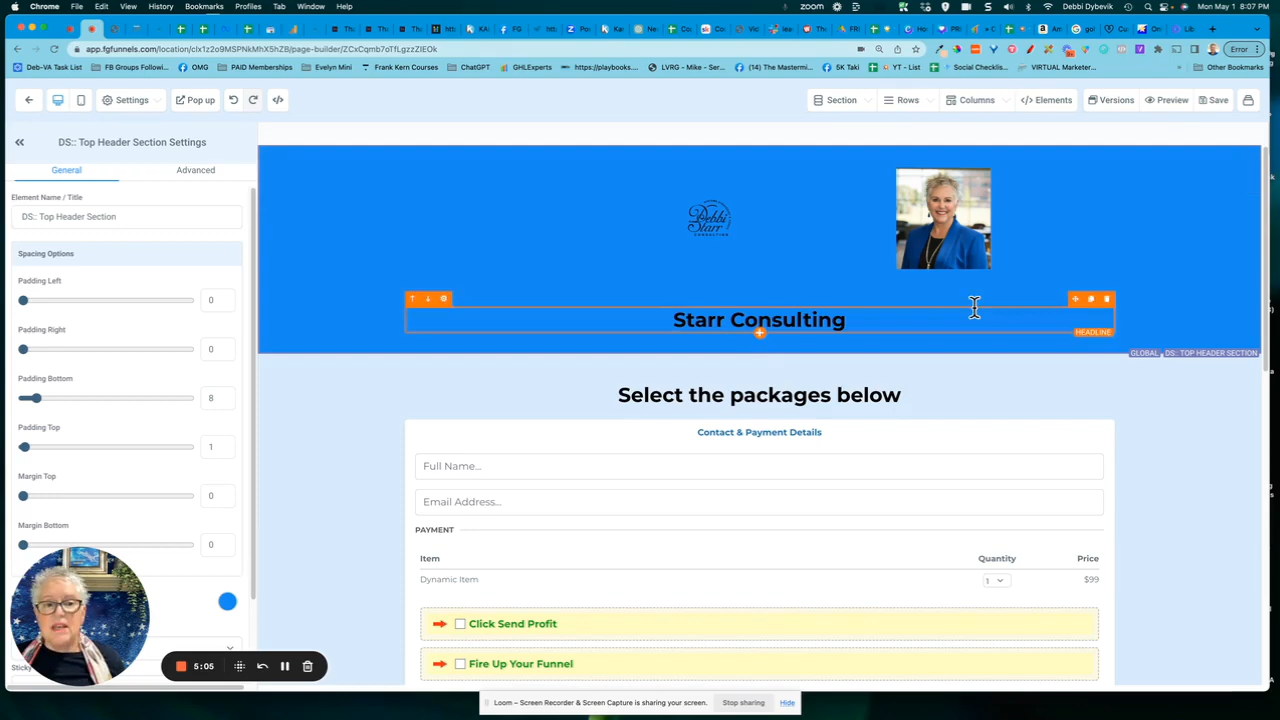 Chrome File Edit View History Bookmarks Profiles Tab Window Help
zoom Debbi Dybevik Mon May 1 8:07 PM
app.fgfunnels.com/location/clx1z2o9MSPNkMhX5hZB/page-builder/ZCxCqmb7oTfLgzzZIEOk
Error
Deb-VA Task List FB Groups Followi... OMG PAID Memberships Evelyn Mini Frank Kern Courses ChatGPT GHLExperts https://playbooks.... LVRG - Mike - Ser... (14) The Mastermi... 5K Taki YT - List Social Checklist... VIRTUAL Marketer... Other Bookmarks
Settings Pop up Section Rows Columns Elements Versions Preview Save
DS:: Top Header Section Settings
General Advanced
Element Name / Title
DS:: Top Header Section
Spacing Options
Padding Left
0
Padding Right
0
Padding Bottom
8
Padding Top
1
Margin Top
0
Margin Bottom
0
Sticky
5:05
Debbi
Starr
CONSULTING
Starr Consulting
HEADLINE
GLOBAL DS:: TOP HEADER SECTION
Select the packages below
Contact & Payment Details
Full Name...
Email Address...
PAYMENT
Item Quantity Price
Dynamic Item 1 $99
Click Send Profit
Fire Up Your Funnel
Loom – Screen Recorder & Screen Capture is sharing your screen. Stop sharing Hide